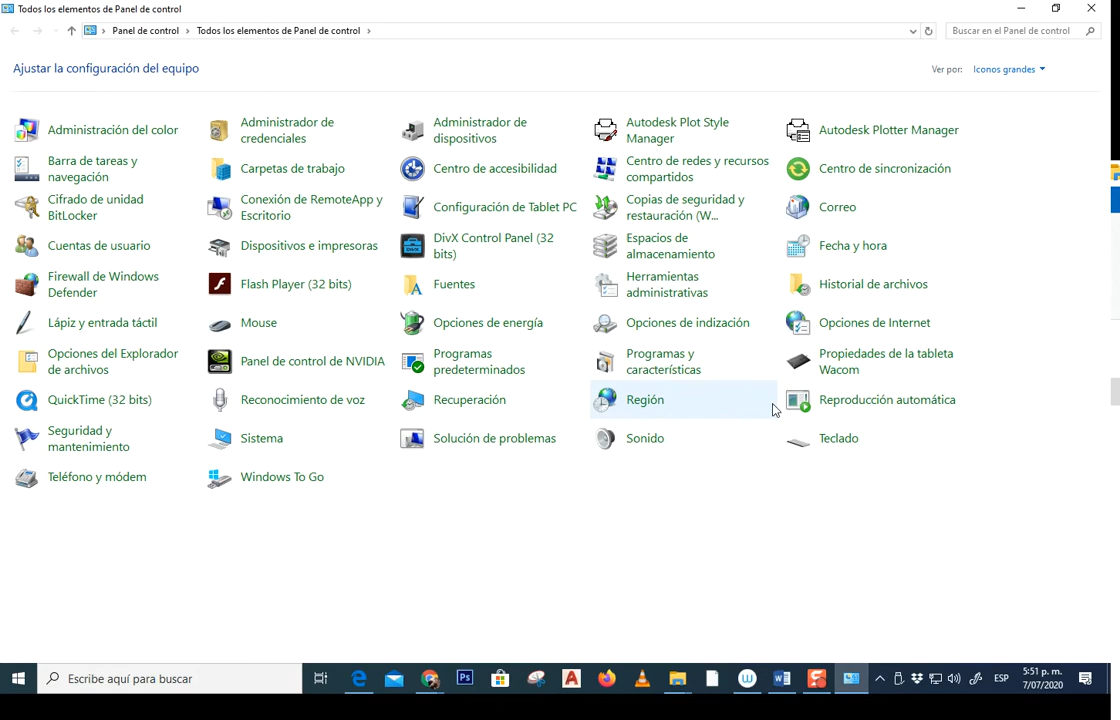 Todos los elementos de Panel de control
Panel de control > Todos los elementos de Panel de control >
Buscar en el Panel de control
Ajustar la configuración del equipo
Ver por: Iconos grandes
Administración del color
Administrador de
credenciales
Administrador de
dispositivos
Autodesk Plot Style
Manager
Autodesk Plotter Manager
Barra de tareas y
navegación
Carpetas de trabajo
Centro de accesibilidad
Centro de redes y recursos
compartidos
Centro de sincronización
Cifrado de unidad
BitLocker
Conexión de RemoteApp y
Escritorio
Configuración de Tablet PC
Copias de seguridad y
restauración (W...
Correo
Cuentas de usuario
Dispositivos e impresoras
DivX Control Panel (32
bits)
Espacios de
almacenamiento
Fecha y hora
Firewall de Windows
Defender
Flash Player (32 bits)
Fuentes
Herramientas
administrativas
Historial de archivos
Lápiz y entrada táctil
Mouse
Opciones de energía
Opciones de indización
Opciones de Internet
Opciones del Explorador
de archivos
Panel de control de NVIDIA
Programas
predeterminados
Programas y
características
Propiedades de la tableta
Wacom
QuickTime (32 bits)
Reconocimiento de voz
Recuperación
Región
Reproducción automática
Seguridad y
mantenimiento
Sistema
Solución de problemas
Sonido
Teclado
Teléfono y módem
Windows To Go
Escribe aquí para buscar
ESP
5:51 p. m.
7/07/2020